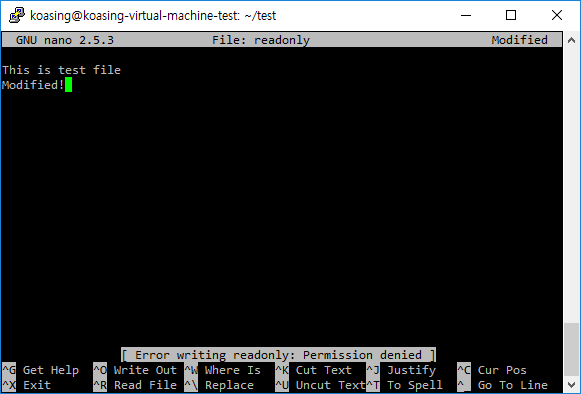 koasing@koasing-virtual-machine-test: ~/test
GNU nano 2.5.3 File: readonly Modified
This is test file
Modified!
[ Error writing readonly: Permission denied ]
^G Get Help ^O Write Out ^W Where Is ^K Cut Text ^J Justify ^C Cur Pos
^X Exit ^R Read File ^\ Replace ^U Uncut Text ^T To Spell ^_ Go To Line